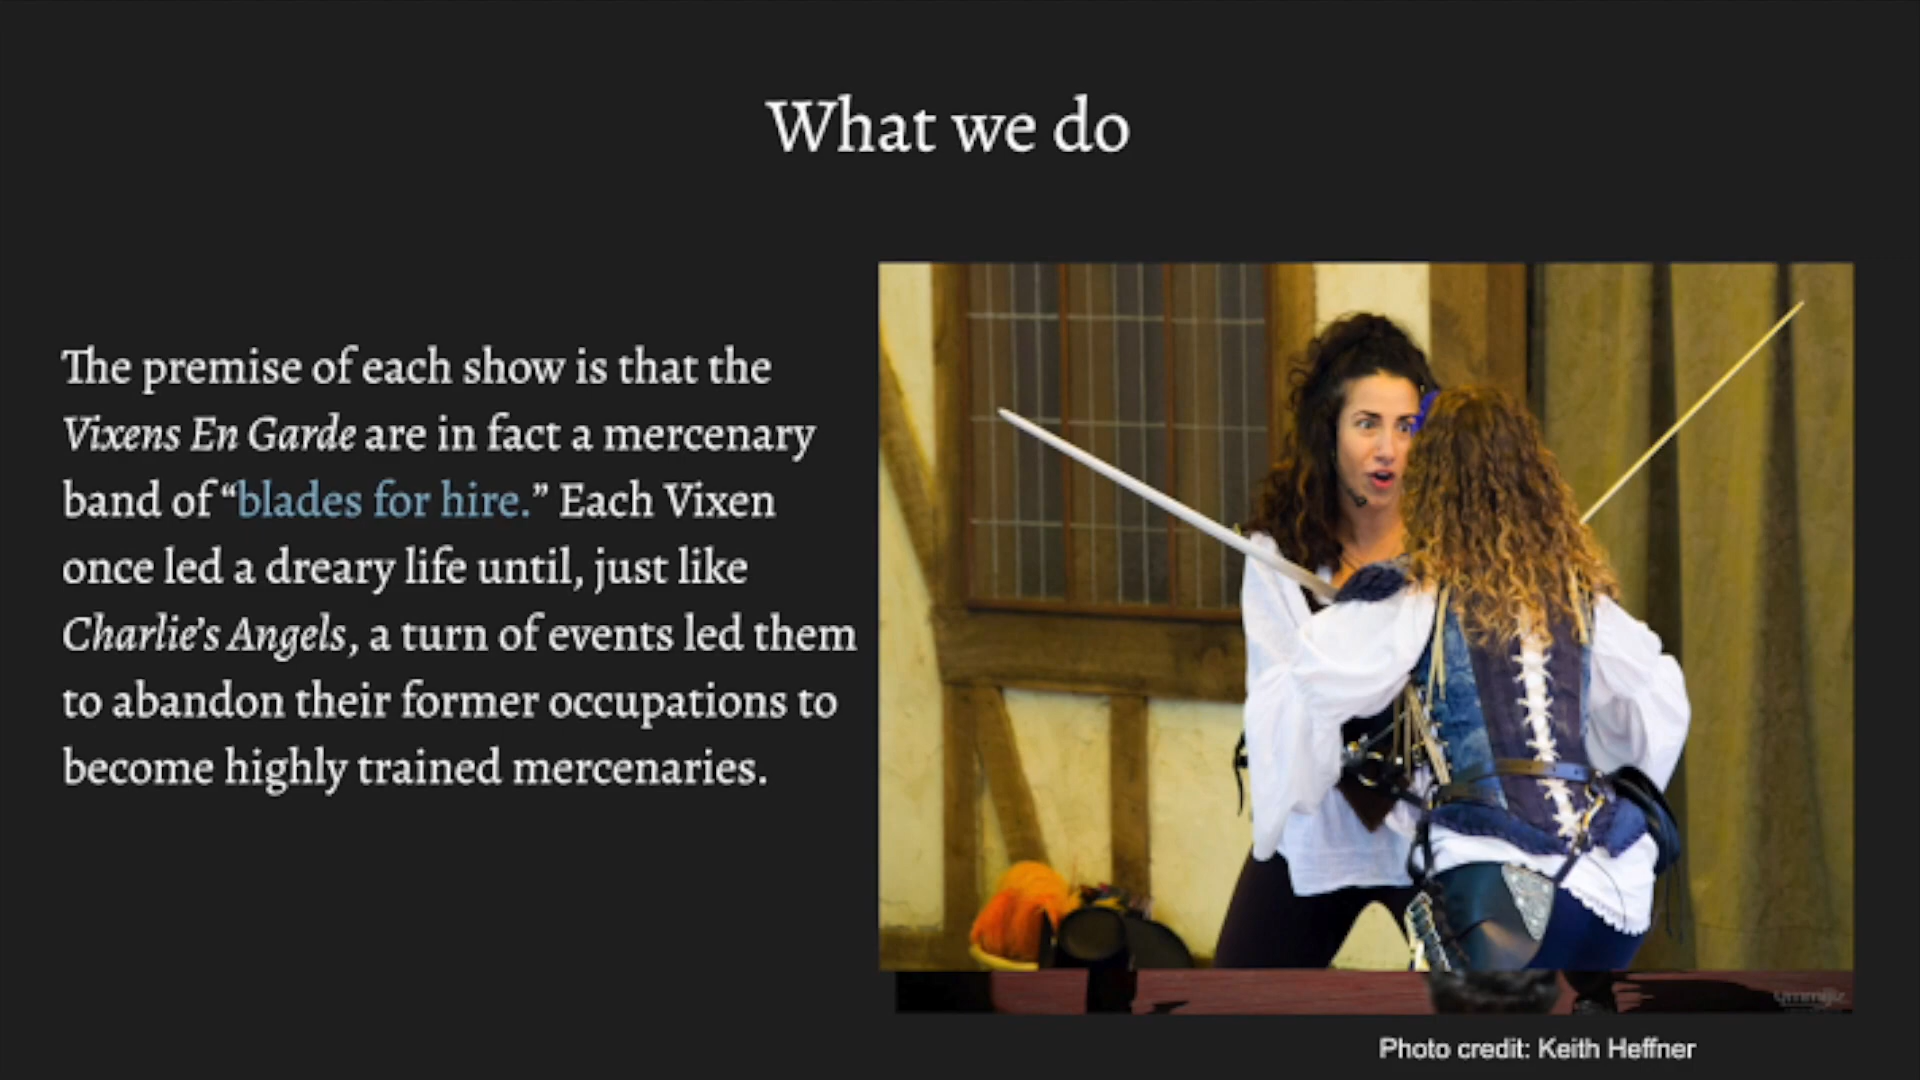 What we do
The premise of each show is that the
Vixens En Garde are in fact a mercenary
band of “blades for hire.” Each Vixen
once led a dreary life until, just like
Charlie’s Angels, a turn of events led them
to abandon their former occupations to
become highly trained mercenaries.
Photo credit: Keith Heffner